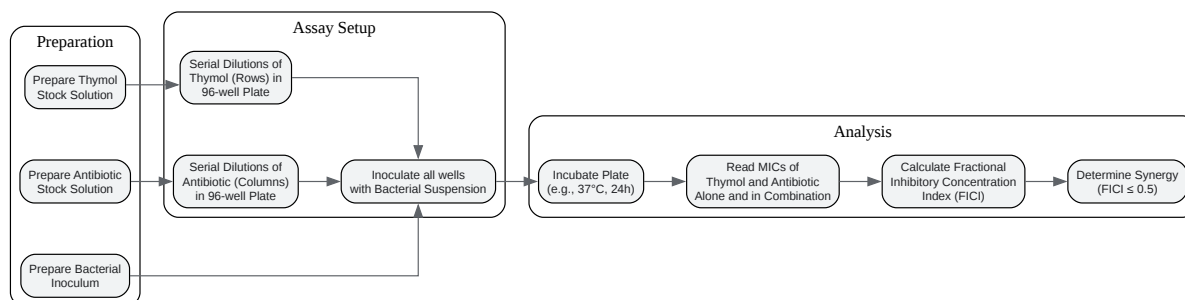 Preparation
Prepare Thymol
Stock Solution
Prepare Antibiotic
Stock Solution
Prepare Bacterial
Inoculum
Assay Setup
Serial Dilutions of
Thymol (Rows) in
96-well Plate
Serial Dilutions of
Antibiotic (Columns)
in 96-well Plate
Inoculate all wells
with Bacterial Suspension
Analysis
Incubate Plate
(e.g., 37°C, 24h)
Read MICs of
Thymol and Antibiotic
Alone and in Combination
Calculate Fractional
Inhibitory Concentration
Index (FICI)
Determine Synergy
(FICI ≤ 0.5)